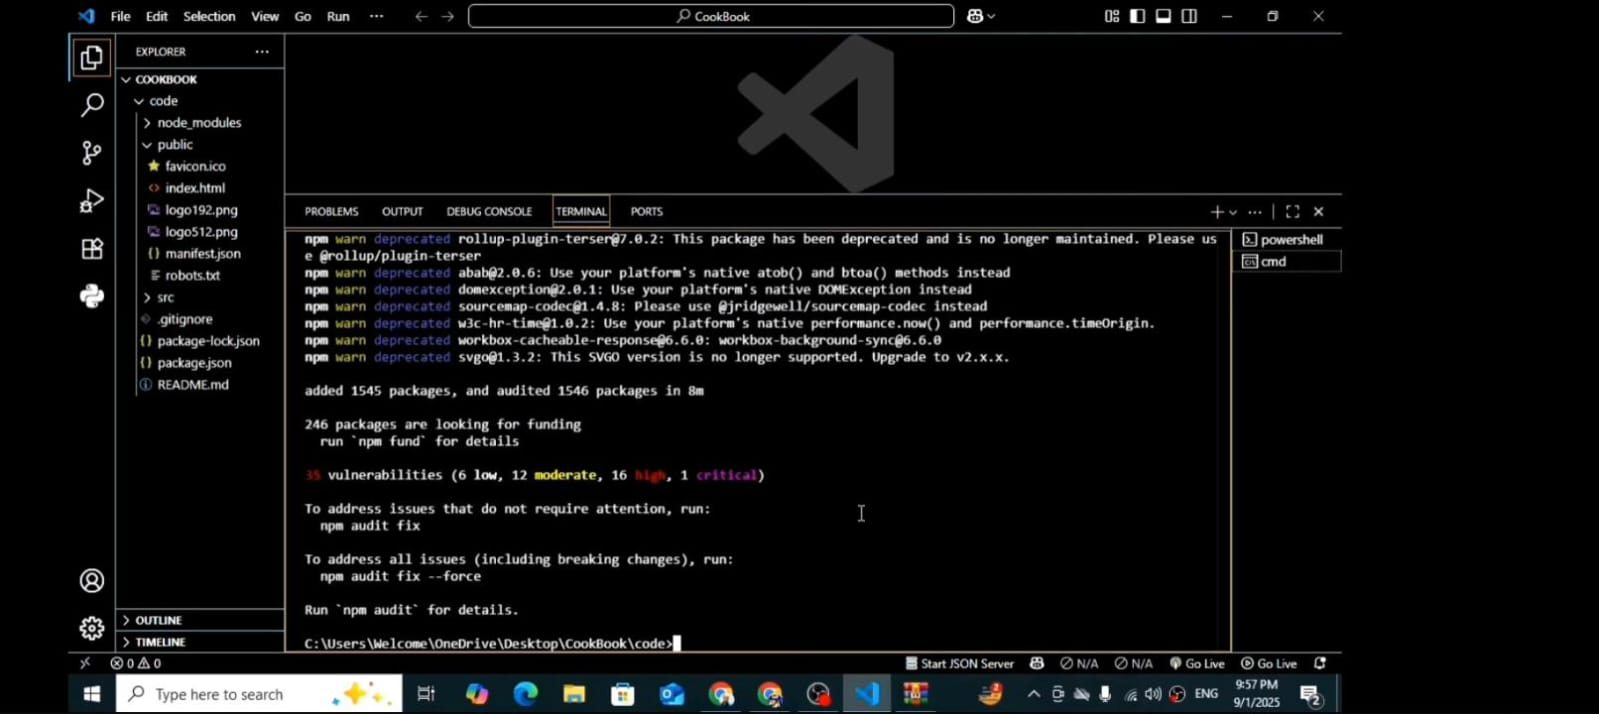 File Edit Selection View Go Run ··· CookBook
EXPLORER ···
COOKBOOK
code
node_modules
public
favicon.ico
index.html
logo192.png
logo512.png
manifest.json
robots.txt
src
.gitignore
package-lock.json
package.json
README.md
OUTLINE
TIMELINE
PROBLEMS OUTPUT DEBUG CONSOLE TERMINAL PORTS
npm warn deprecated rollup-plugin-terser@7.0.2: This package has been deprecated and is no longer maintained. Please us
e @rollup/plugin-terser
npm warn deprecated abab@2.0.6: Use your platform's native atob() and btoa() methods instead
npm warn deprecated domexception@2.0.1: Use your platform's native DOMException instead
npm warn deprecated sourcemap-codec@1.4.8: Please use @jridgewell/sourcemap-codec instead
npm warn deprecated w3c-hr-time@1.0.2: Use your platform's native performance.now() and performance.timeOrigin.
npm warn deprecated workbox-cacheable-response@6.6.0: workbox-background-sync@6.6.0
npm warn deprecated svgo@1.3.2: This SVGO version is no longer supported. Upgrade to v2.x.x.
added 1545 packages, and audited 1546 packages in 8m
246 packages are looking for funding
run `npm fund` for details
35 vulnerabilities (6 low, 12 moderate, 16 high, 1 critical)
To address issues that do not require attention, run:
npm audit fix
To address all issues (including breaking changes), run:
npm audit fix --force
Run `npm audit` for details.
C:\Users\Welcome\OneDrive\Desktop\CookBook\code>
powershell
cmd
0 0 Start JSON Server N/A N/A Go Live Go Live
Type here to search ENG 9:57 PM
9/1/2025 2